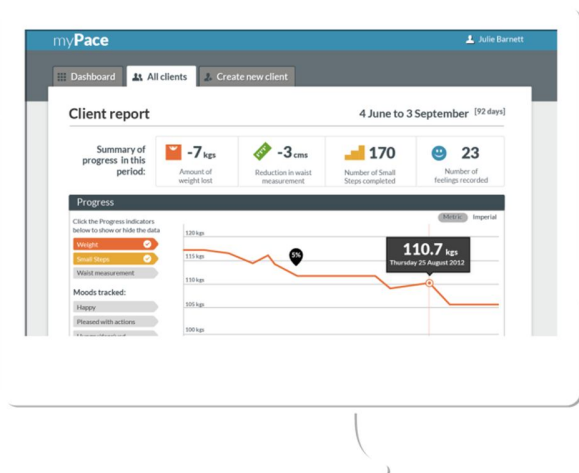 myPace
Julie Barnett
Dashboard
All clients
Create new client
Client report
4 June to 3 September [92 days]
Summary of
progress in this
period:
-7 kgs
Amount of
weight lost
-3 cms
Reduction in waist
measurement
170
Number of Small
Steps completed
23
Number of
feelings recorded
Progress
Click the Progress indicators
below to show or hide the data
Metric Imperial
Weight
Small Steps
Waist measurement
Moods tracked:
Happy
Pleased with actions
120 kgs
115 kgs
110 kgs
105 kgs
100 kgs
5%
110.7 kgs
Thursday 25 August 2012